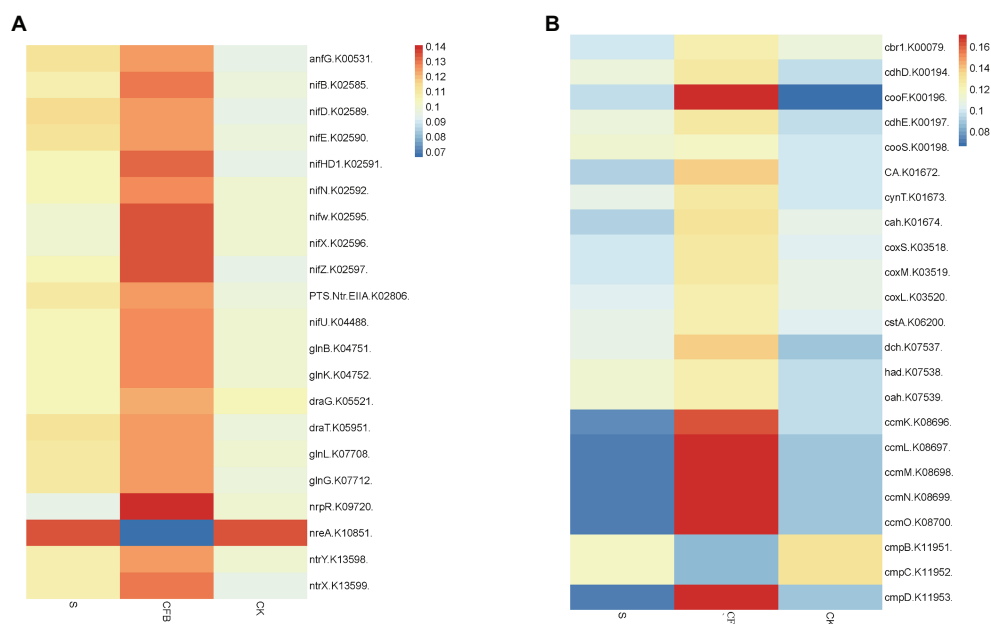 A
anfG.K00531.
nifB.K02585.
nifD.K02589.
nifE.K02590.
nifHD1.K02591.
nifN.K02592.
nifw.K02595.
nifX.K02596.
nifZ.K02597.
PTS.Ntr.EIIA.K02806.
nifU.K04488.
glnB.K04751.
glnK.K04752.
draG.K05521.
draT.K05951.
glnL.K07708.
glnG.K07712.
nrpR.K09720.
nreA.K10851.
ntrY.K13598.
ntrX.K13599.
S
CFB
CK
0.14
0.13
0.12
0.11
0.1
0.09
0.08
0.07
B
cbr1.K00079.
cdhD.K00194.
cooF.K00196.
cdhE.K00197.
cooS.K00198.
CA.K01672.
cynT.K01673.
cah.K01674.
coxS.K03518.
coxM.K03519.
coxL.K03520.
cstA.K06200.
dch.K07537.
had.K07538.
oah.K07539.
ccmK.K08696.
ccmL.K08697.
ccmM.K08698.
ccmN.K08699.
ccmO.K08700.
cmpB.K11951.
cmpC.K11952.
cmpD.K11953.
S
CF
CK
0.16
0.14
0.12
0.1
0.08